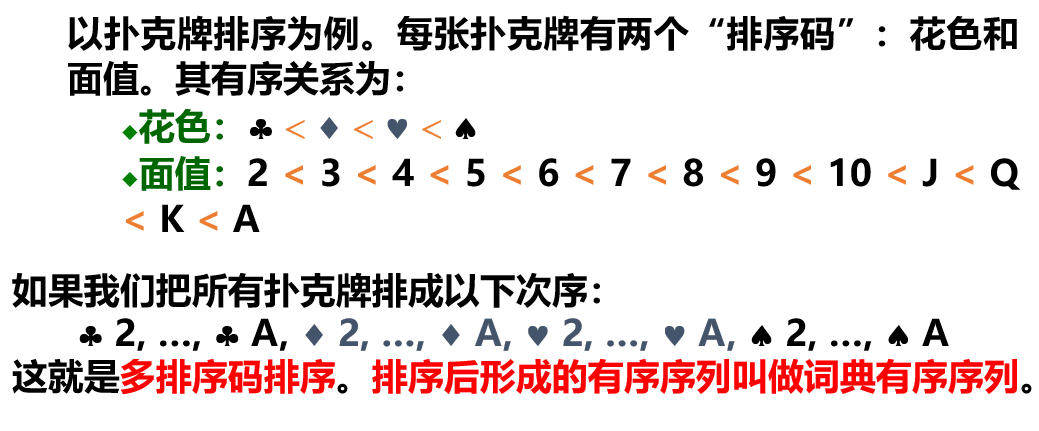 以扑克牌排序为例。每张扑克牌有两个“排序码”：花色和
面值。其有序关系为：
◆花色：♣ < ♦ < ♥ < ♠
◆面值：2 < 3 < 4 < 5 < 6 < 7 < 8 < 9 < 10 < J < Q
< K < A
如果我们把所有扑克牌排成以下次序：
♣ 2, …, ♣ A, ♦ 2, …, ♦ A, ♥ 2, …, ♥ A, ♠ 2, …, ♠ A
这就是多排序码排序。排序后形成的有序序列叫做词典有序序列。